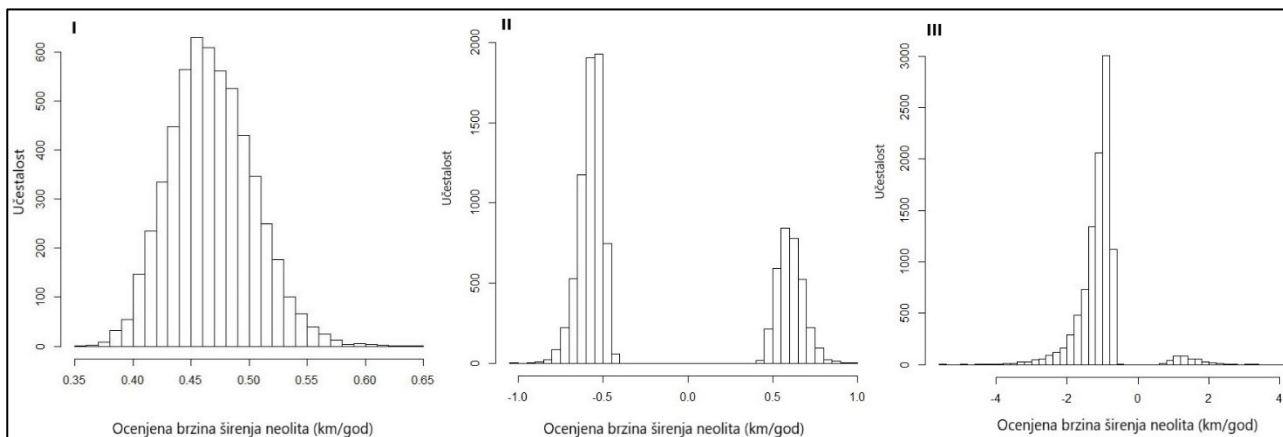 I
Učestalost
600
500
400
300
200
100
0
0.35 0.40 0.45 0.50 0.55 0.60 0.65
Ocenjena brzina širenja neolita (km/god)
II
Učestalost
2000
1500
1000
500
0
-1.0 -0.5 0.0 0.5 1.0
Ocenjena brzina širenja neolita (km/god)
III
Učestalost
3000
2500
2000
1500
1000
500
0
-4 -2 0 2 4
Ocenjena brzina širenja neolita (km/god)